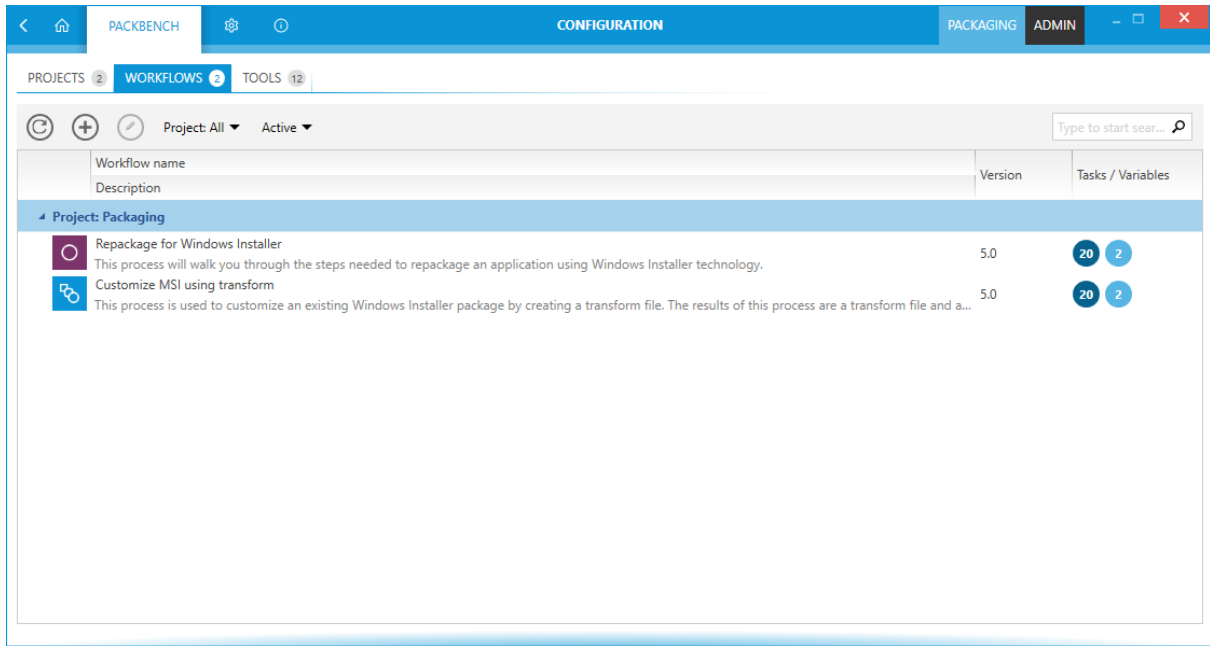 PACKBENCH CONFIGURATION PACKAGING ADMIN
PROJECTS 2 WORKFLOWS 2 TOOLS 12
Project: All Active Type to start sear...
Workflow name
Version Tasks / Variables
Description
Project: Packaging
Repackage for Windows Installer
This process will walk you through the steps needed to repackage an application using Windows Installer technology.
5.0 20 2
Customize MSI using transform
This process is used to customize an existing Windows Installer package by creating a transform file. The results of this process are a transform file and a...
5.0 20 2